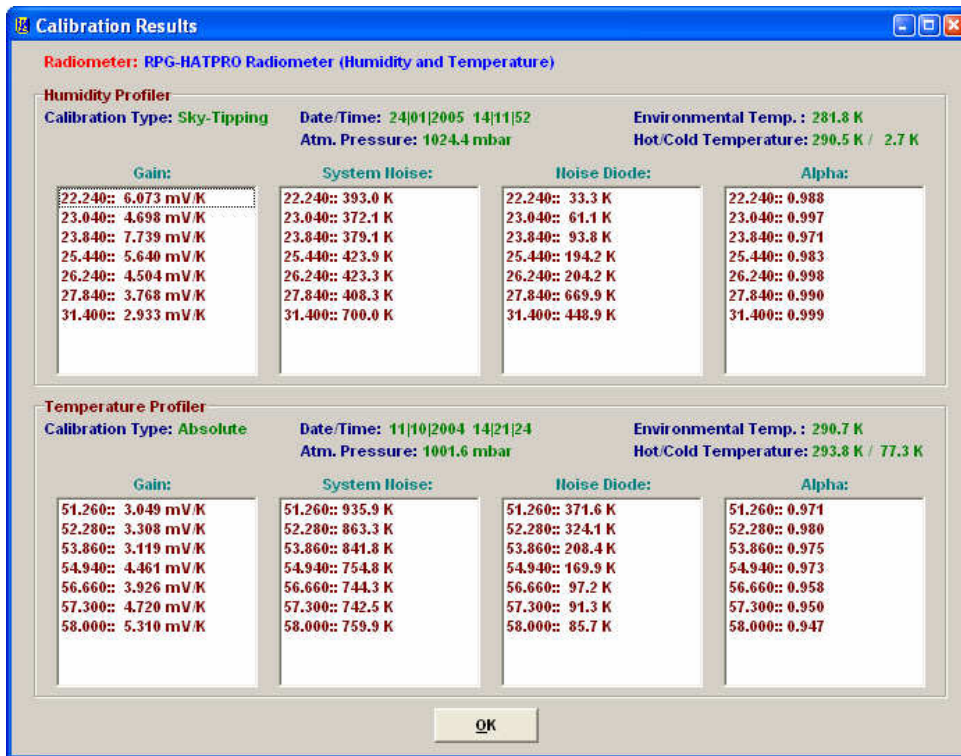 Calibration Results
Radiometer: RPG-HATPRO Radiometer (Humidity and Temperature)
Humidity Profiler
Calibration Type: Sky-Tipping Date/Time: 24|01|2005 14|11|52 Environmental Temp. : 281.8 K
Atm. Pressure: 1024.4 mbar Hot/Cold Temperature: 290.5 K / 2.7 K
Gain: System Noise: Noise Diode: Alpha:
22.240:: 6.073 mV/K 22.240:: 393.0 K 22.240:: 33.3 K 22.240:: 0.988
23.040:: 4.698 mV/K 23.040:: 372.1 K 23.040:: 61.1 K 23.040:: 0.997
23.840:: 7.739 mV/K 23.840:: 379.1 K 23.840:: 93.8 K 23.840:: 0.971
25.440:: 5.640 mV/K 25.440:: 423.9 K 25.440:: 194.2 K 25.440:: 0.983
26.240:: 4.504 mV/K 26.240:: 423.3 K 26.240:: 204.2 K 26.240:: 0.998
27.840:: 3.768 mV/K 27.840:: 408.3 K 27.840:: 669.9 K 27.840:: 0.990
31.400:: 2.933 mV/K 31.400:: 700.0 K 31.400:: 448.9 K 31.400:: 0.999
Temperature Profiler
Calibration Type: Absolute Date/Time: 11|10|2004 14|21|24 Environmental Temp. : 290.7 K
Atm. Pressure: 1001.6 mbar Hot/Cold Temperature: 293.8 K / 77.3 K
Gain: System Noise: Noise Diode: Alpha:
51.260:: 3.049 mV/K 51.260:: 935.9 K 51.260:: 371.6 K 51.260:: 0.971
52.280:: 3.308 mV/K 52.280:: 863.3 K 52.280:: 324.1 K 52.280:: 0.980
53.860:: 3.119 mV/K 53.860:: 841.8 K 53.860:: 208.4 K 53.860:: 0.975
54.940:: 4.461 mV/K 54.940:: 754.8 K 54.940:: 169.9 K 54.940:: 0.973
56.660:: 3.926 mV/K 56.660:: 744.3 K 56.660:: 97.2 K 56.660:: 0.958
57.300:: 4.720 mV/K 57.300:: 742.5 K 57.300:: 91.3 K 57.300:: 0.950
58.000:: 5.310 mV/K 58.000:: 759.9 K 58.000:: 85.7 K 58.000:: 0.947
OK